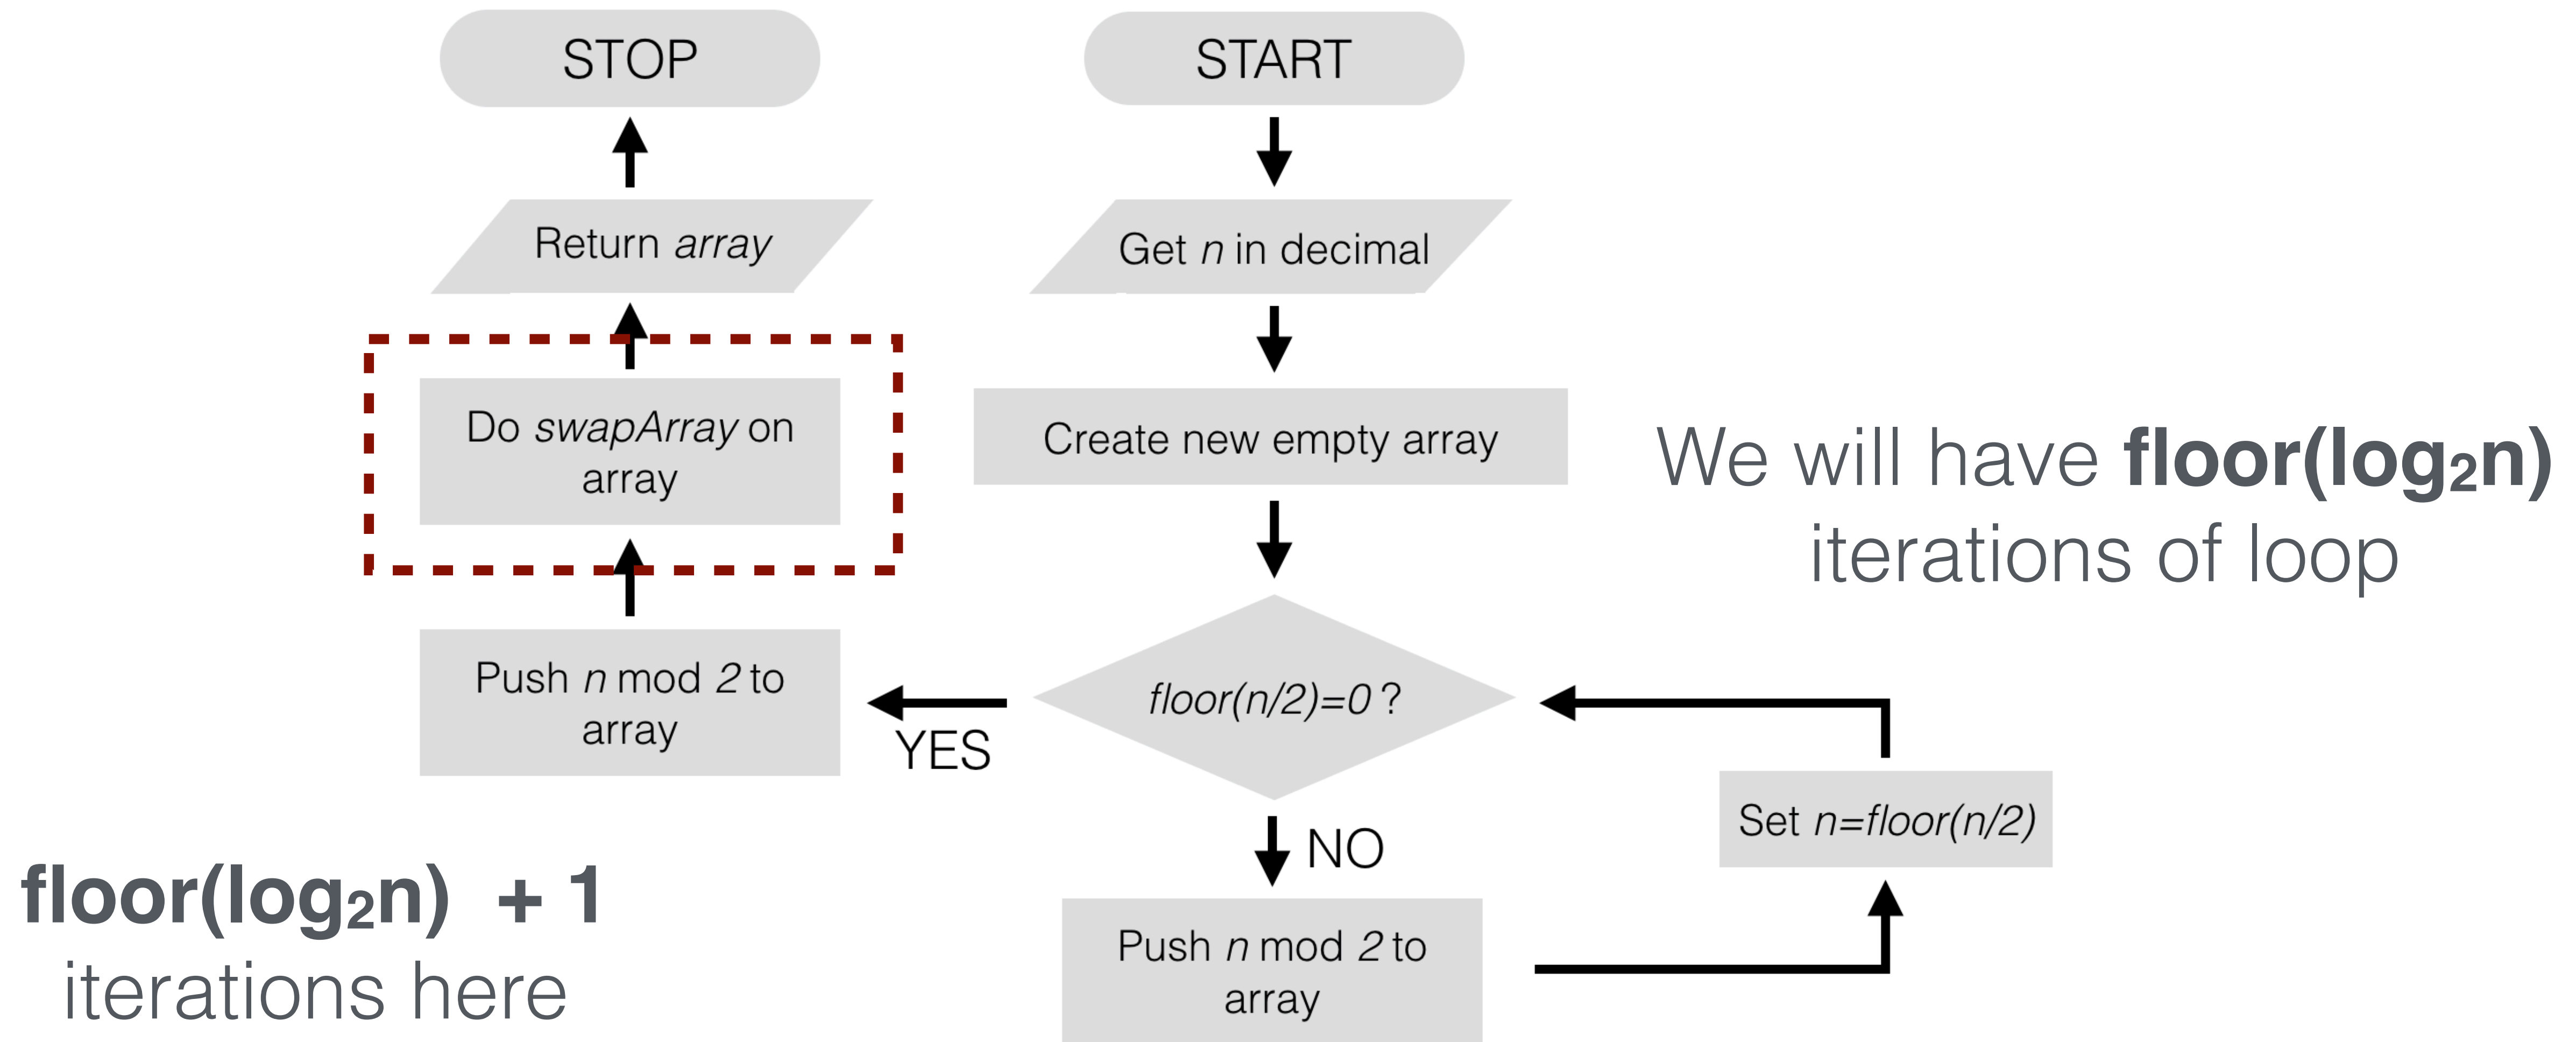 STOP
START
Return array
Get n in decimal
Do swapArray on
array
Create new empty array
We will have floor(log₂n)
iterations of loop
Push n mod 2 to
array
YES
floor(n/2)=0 ?
NO
Set n=floor(n/2)
floor(log₂n) + 1
iterations here
Push n mod 2 to
array